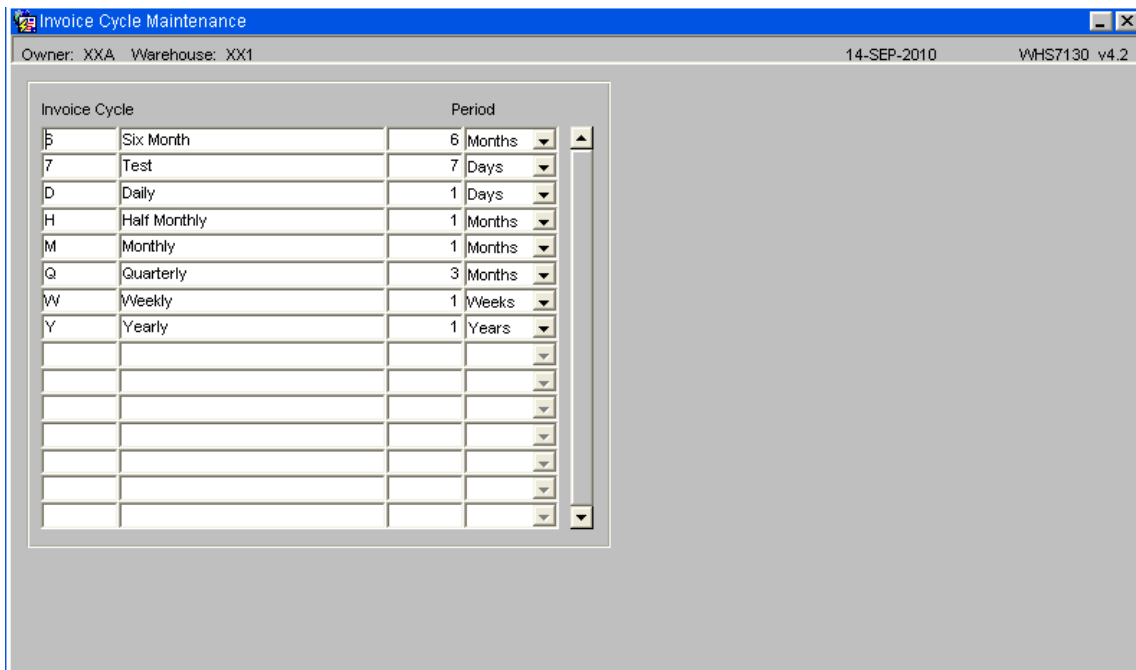 Invoice Cycle Maintenance
Owner: XXA Warehouse: XX1 14-SEP-2010 WHS7130 v4.2
Invoice Cycle Period
6 Six Month 6 Months
7 Test 7 Days
D Daily 1 Days
H Half Monthly 1 Months
M Monthly 1 Months
Q Quarterly 3 Months
W Weekly 1 Weeks
Y Yearly 1 Years